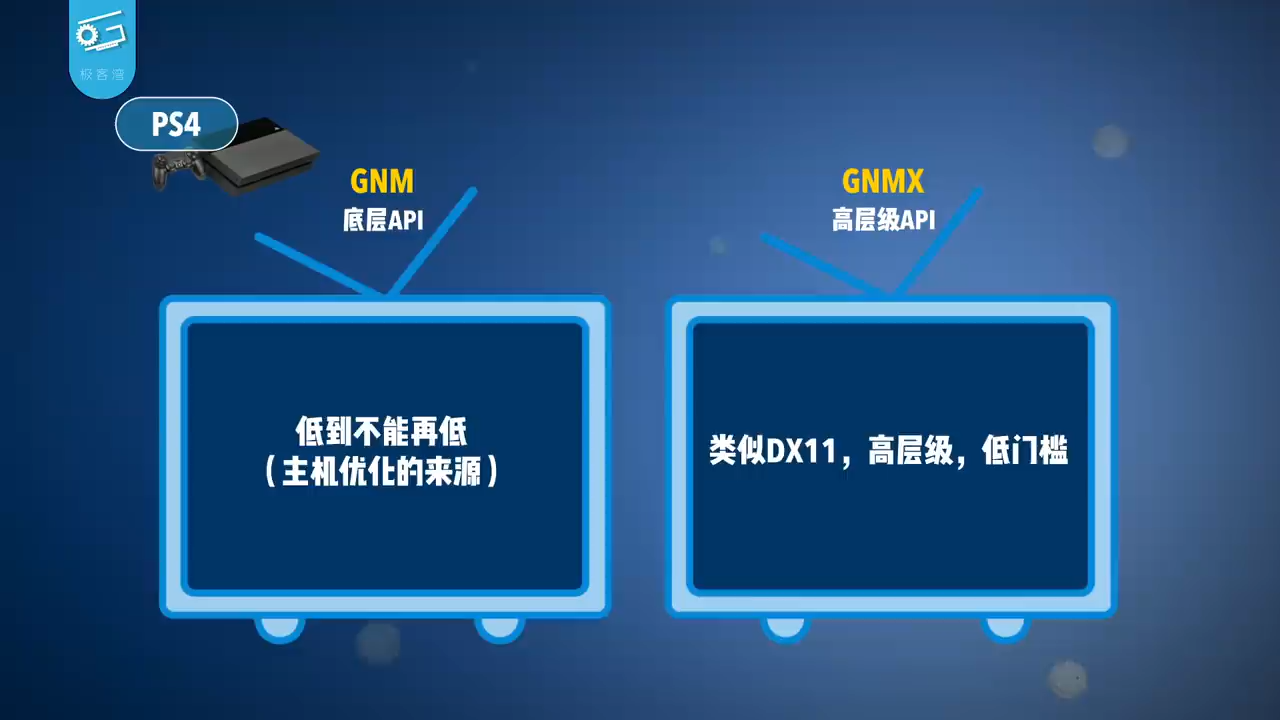 极客湾
PS4
GNM
底层API
GNMX
高层级API
低到不能再低
（主机优化的来源）
类似DX11，高层级，低门槛